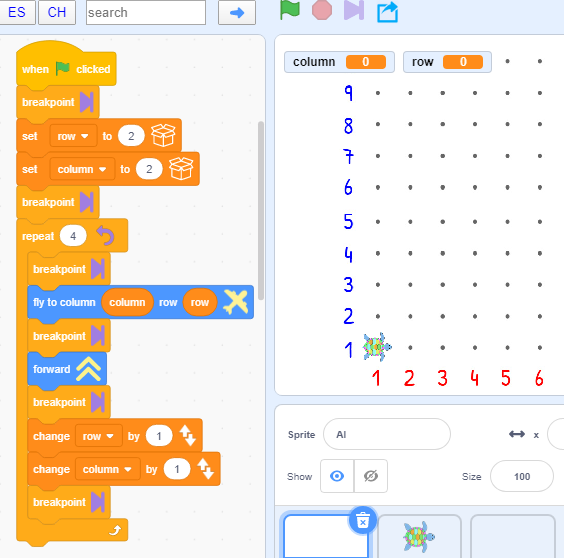 ES CH search
column 0 row 0
when clicked
breakpoint
set row to 2
set column to 2
breakpoint
repeat 4
breakpoint
fly to column column row row
breakpoint
forward
breakpoint
change row by 1
change column by 1
breakpoint
9
8
7
6
5
4
3
2
1
1 2 3 4 5 6
Sprite Al x
Show Size 100